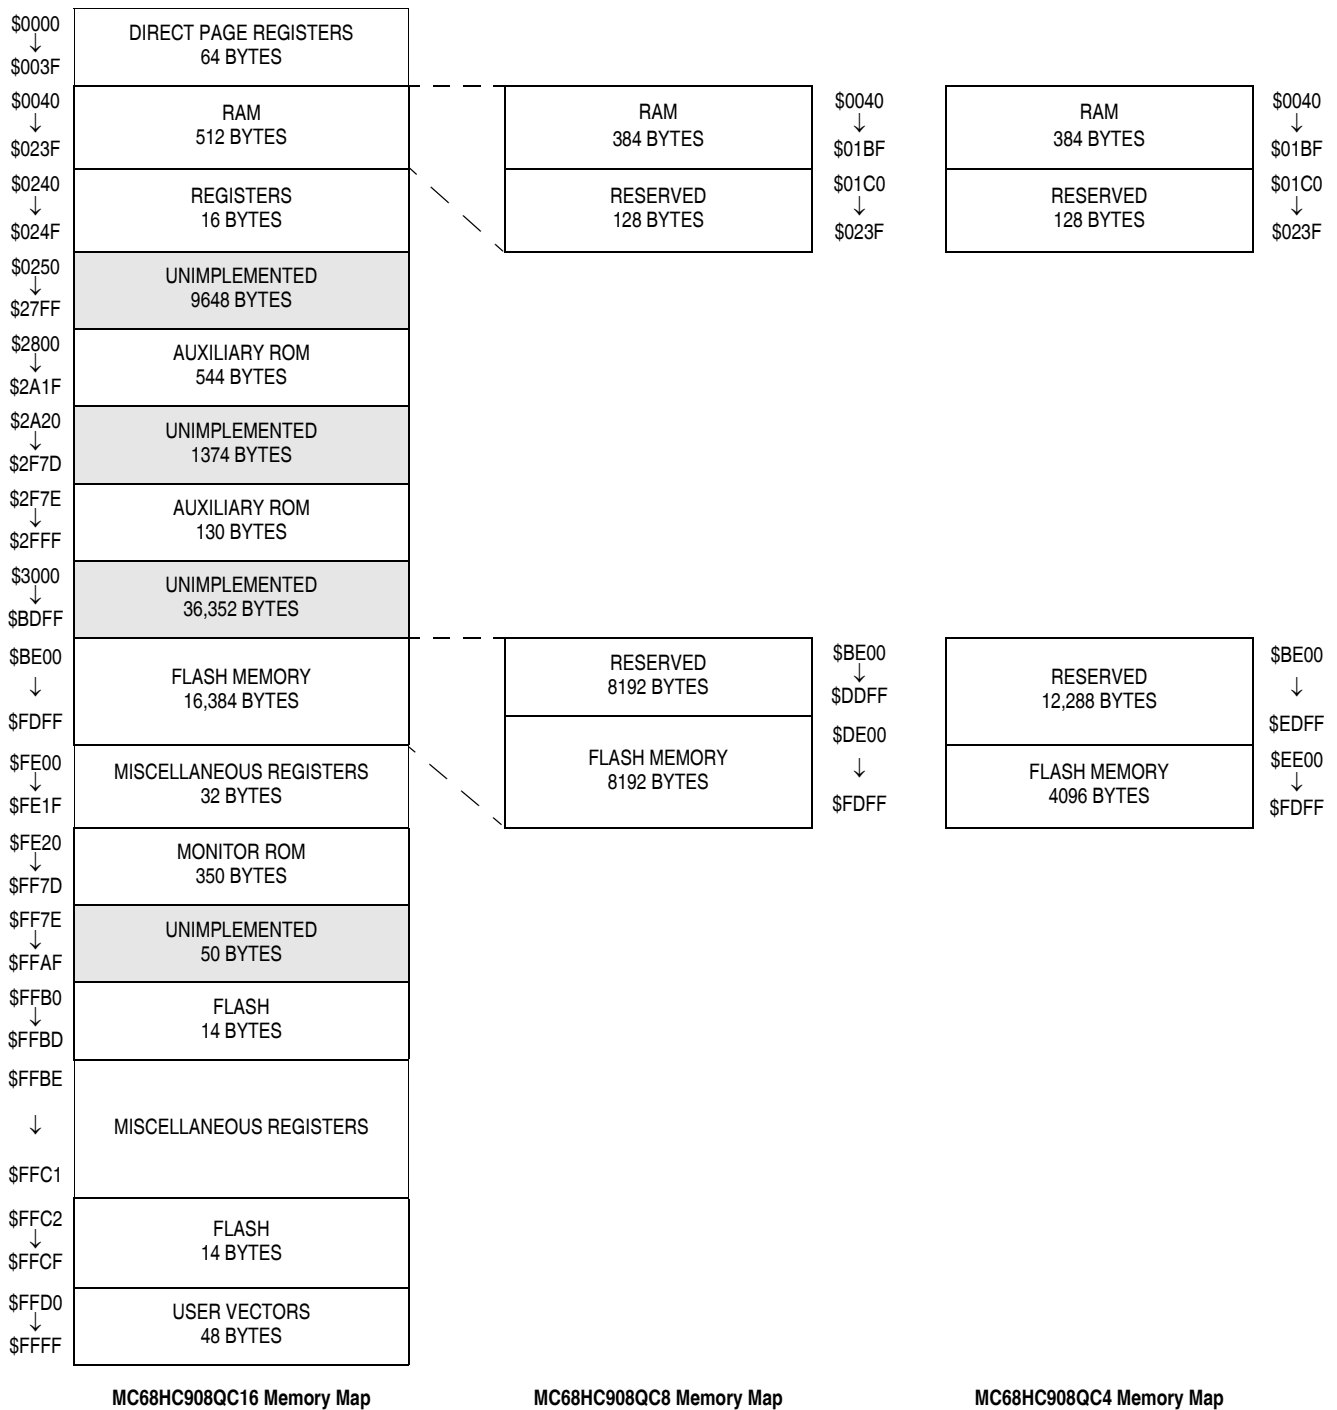 $0000
↓
$003F
DIRECT PAGE REGISTERS
64 BYTES
$0040
↓
$023F
RAM
512 BYTES
RAM
384 BYTES
$0040
↓
$01BF
RAM
384 BYTES
$0040
↓
$01BF
$0240
↓
$024F
REGISTERS
16 BYTES
RESERVED
128 BYTES
$01C0
↓
$023F
RESERVED
128 BYTES
$01C0
↓
$023F
$0250
↓
$27FF
UNIMPLEMENTED
9648 BYTES
$2800
↓
$2A1F
AUXILIARY ROM
544 BYTES
$2A20
↓
$2F7D
UNIMPLEMENTED
1374 BYTES
$2F7E
↓
$2FFF
AUXILIARY ROM
130 BYTES
$3000
↓
$BDFF
UNIMPLEMENTED
36,352 BYTES
$BE00
↓
$FDFF
FLASH MEMORY
16,384 BYTES
RESERVED
8192 BYTES
$BE00
↓
$DDFF
RESERVED
12,288 BYTES
$BE00
↓
$EDFF
$FE00
↓
$FE1F
MISCELLANEOUS REGISTERS
32 BYTES
FLASH MEMORY
8192 BYTES
$DE00
↓
$FDFF
FLASH MEMORY
4096 BYTES
$EE00
↓
$FDFF
$FE20
↓
$FF7D
MONITOR ROM
350 BYTES
$FF7E
↓
$FFAF
UNIMPLEMENTED
50 BYTES
$FFB0
↓
$FFBD
FLASH
14 BYTES
$FFBE
↓
$FFC1
MISCELLANEOUS REGISTERS
$FFC2
↓
$FFCF
FLASH
14 BYTES
$FFD0
↓
$FFFF
USER VECTORS
48 BYTES
MC68HC908QC16 Memory Map
MC68HC908QC8 Memory Map
MC68HC908QC4 Memory Map